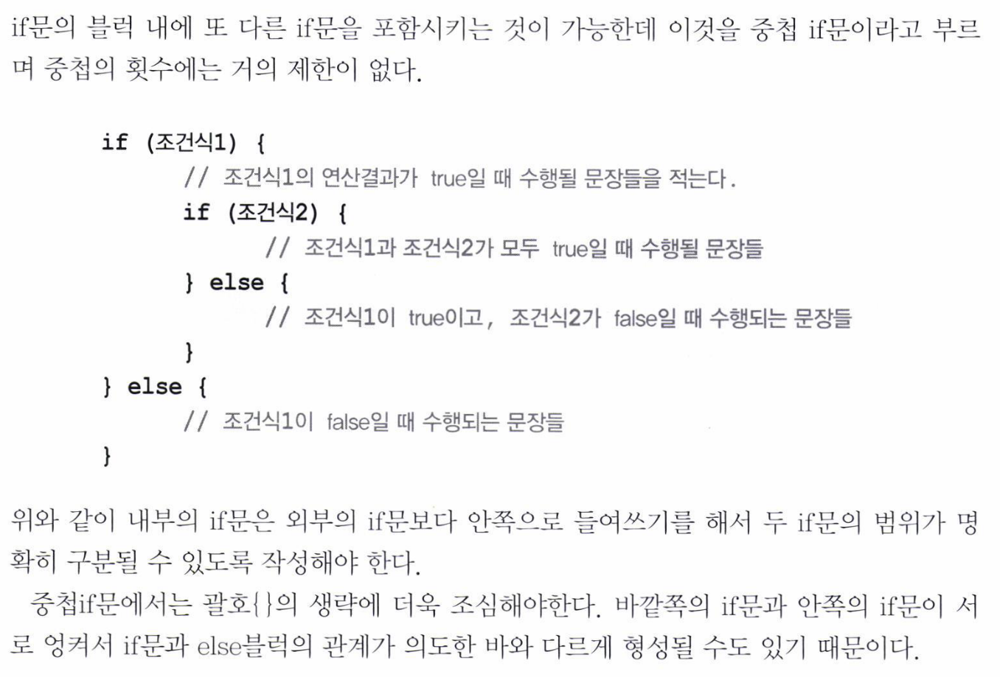 if문의 블럭 내에 또 다른 if문을 포함시키는 것이 가능한데 이것을 중첩 if문이라고 부르
며 중첩의 횟수에는 거의 제한이 없다.
if (조건식1) {
// 조건식1의 연산결과가 true일 때 수행될 문장들을 적는다.
if (조건식2) {
// 조건식1과 조건식2가 모두 true일 때 수행될 문장들
} else {
// 조건식1이 true이고, 조건식2가 false일 때 수행되는 문장들
}
} else {
// 조건식1이 false일 때 수행되는 문장들
}
위와 같이 내부의 if문은 외부의 if문보다 안쪽으로 들여쓰기를 해서 두 if문의 범위가 명
확히 구분될 수 있도록 작성해야 한다.
중첩if문에서는 괄호{}의 생략에 더욱 조심해야한다. 바깥쪽의 if문과 안쪽의 if문이 서
로 엉켜서 if문과 else블럭의 관계가 의도한 바와 다르게 형성될 수도 있기 때문이다.